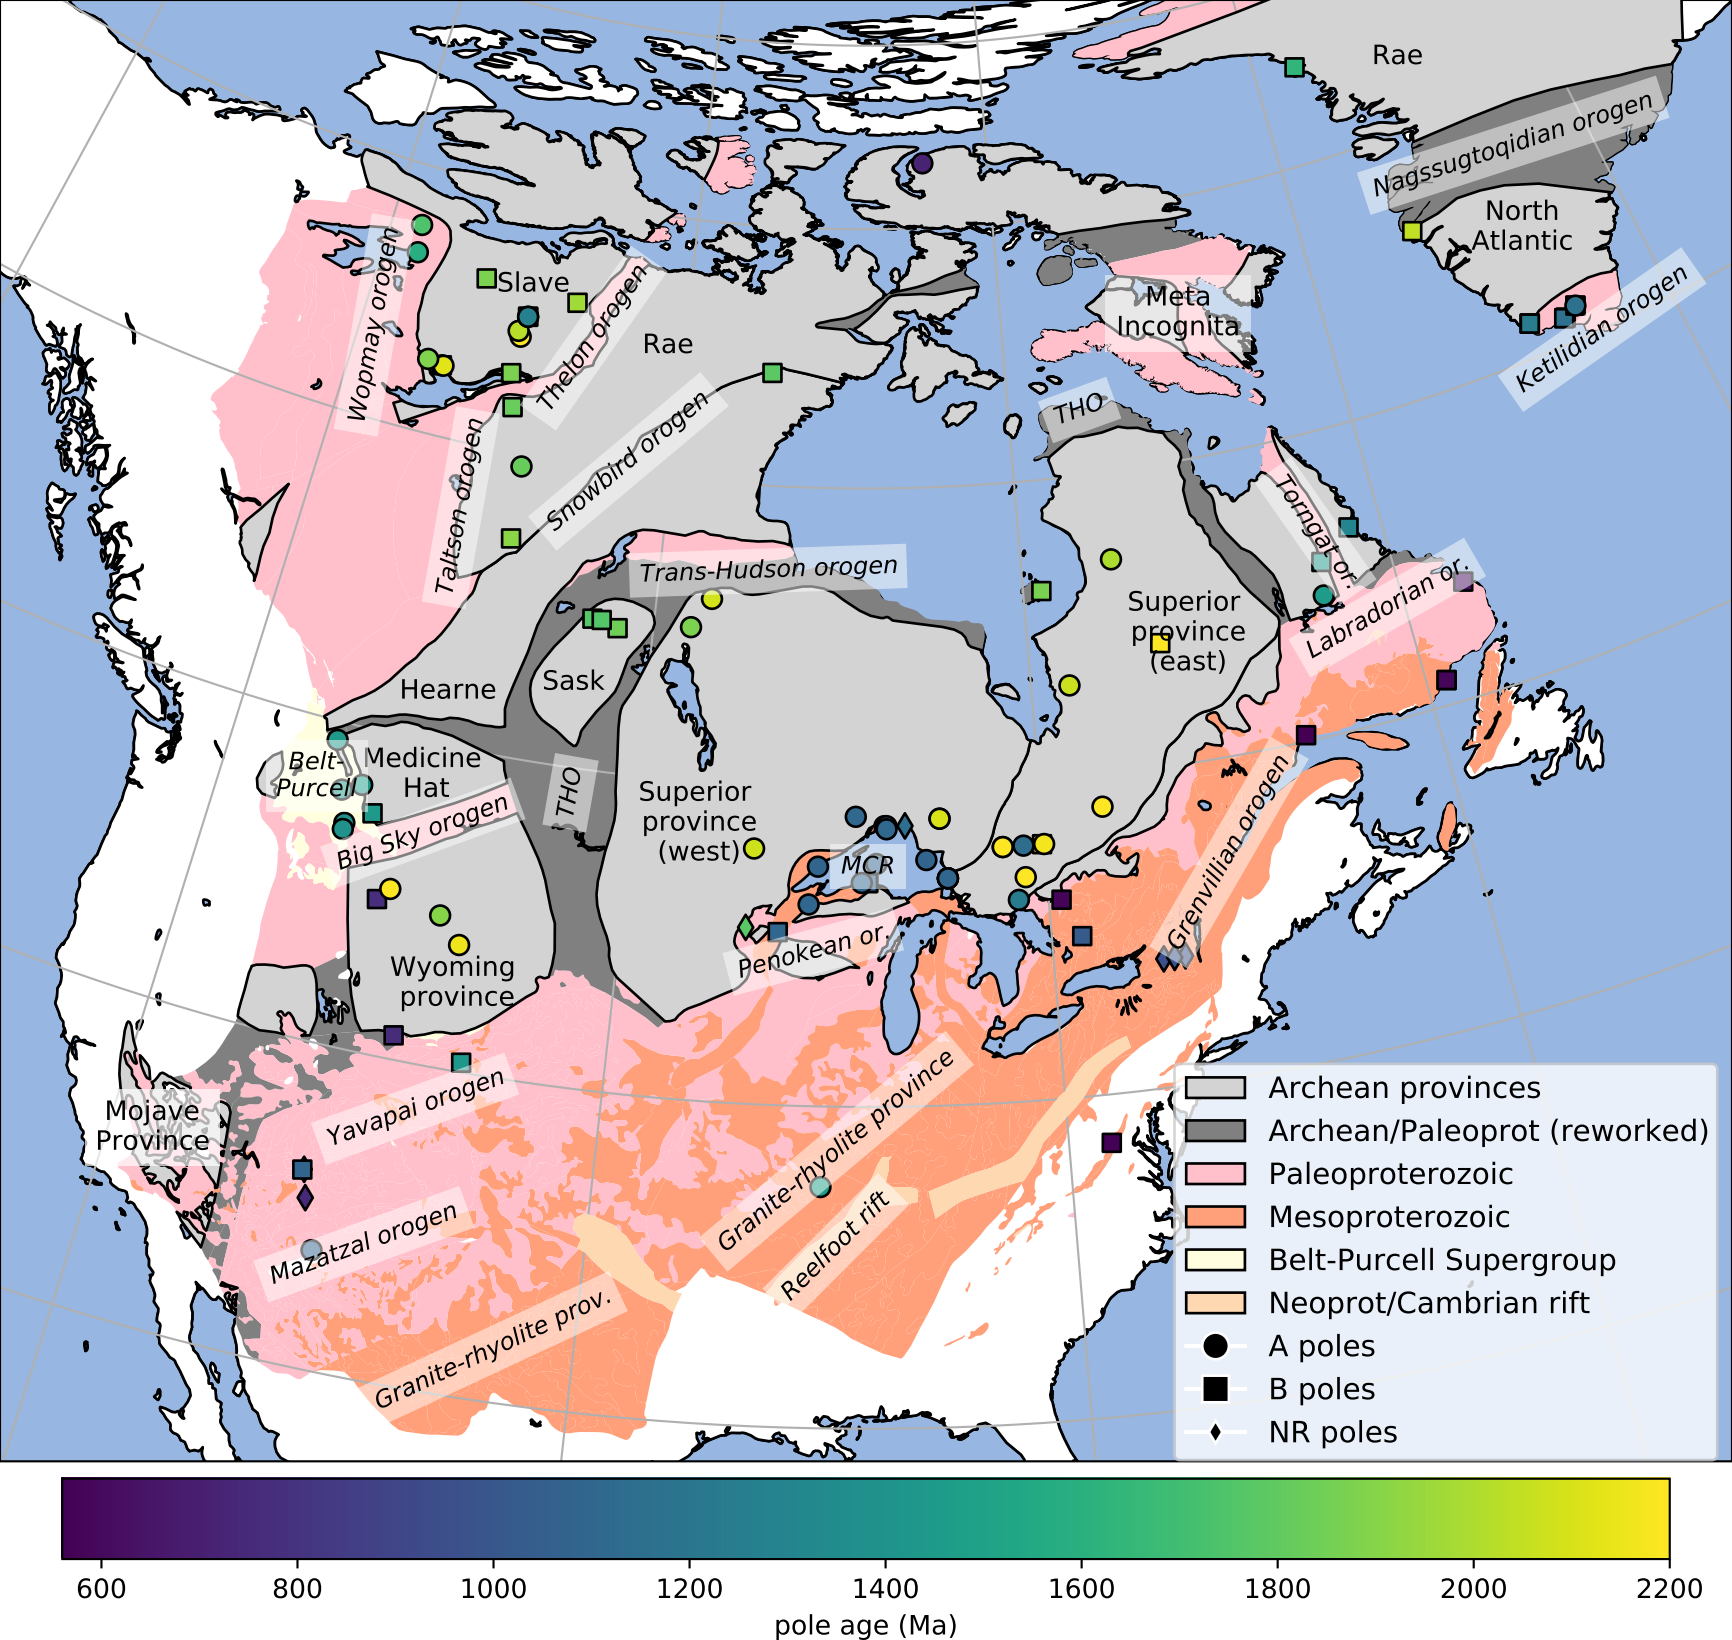 Rae
Nagssugtoqidian orogen
North
Atlantic
Ketilidian orogen
Wopmay orogen
Slave
Thelon orogen
Rae
Meta
Incognita
THO
Taltson orogen
Snowbird orogen
Torngat or.
Trans-Hudson orogen
Labradorian or.
Superior
province
(east)
Hearne
Sask
Belt-
Purcell
Medicine
Hat
THO
Big Sky orogen
Superior
province
(west)
MCR
Grenvillian orogen
Penokean or.
Wyoming
province
Mojave
Province
Yavapai orogen
Granite-rhyolite province
Reelfoot rift
Mazatzal orogen
Granite-rhyolite prov.
Archean provinces
Archean/Paleoprot (reworked)
Paleoproterozoic
Mesoproterozoic
Belt-Purcell Supergroup
Neoprot/Cambrian rift
A poles
B poles
NR poles
600 800 1000 1200 1400 1600 1800 2000 2200
pole age (Ma)